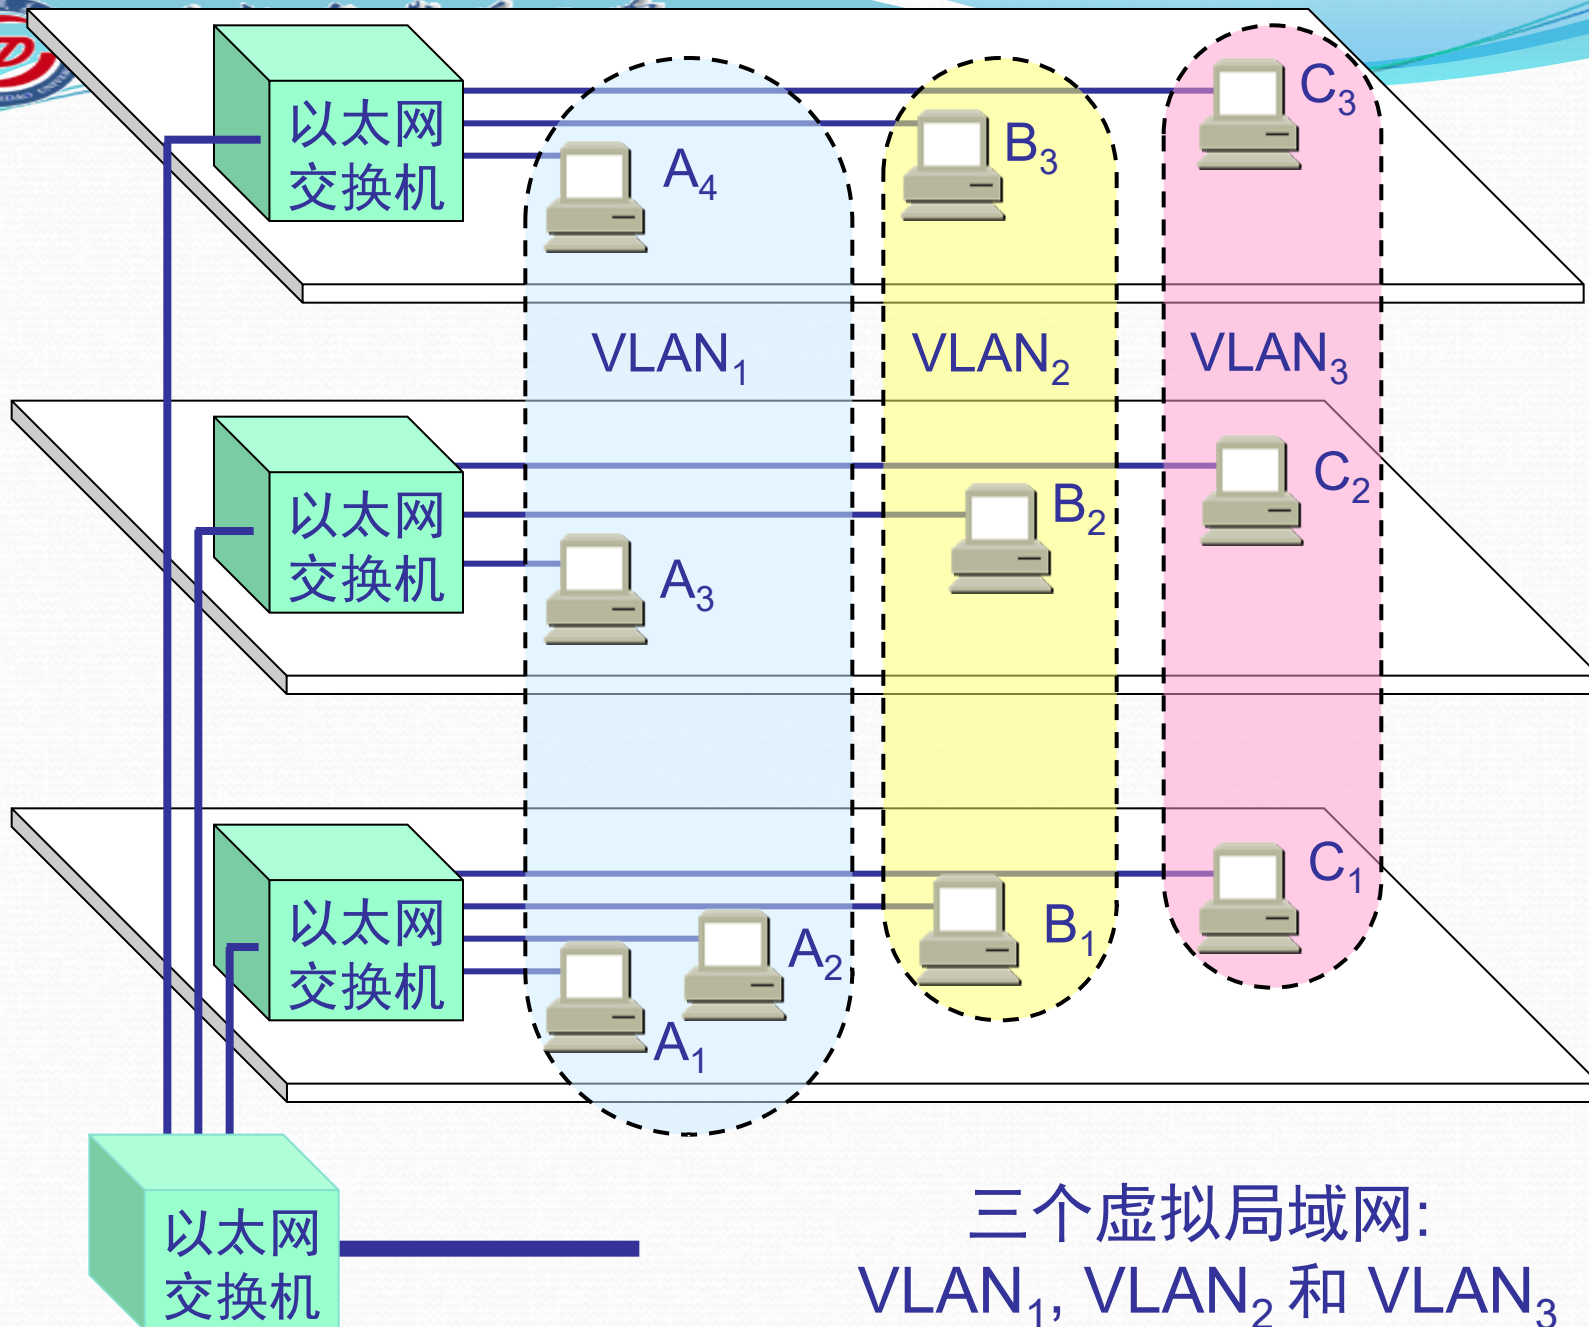 以太网
交换机
A4
B3
C3
VLAN1
VLAN2
VLAN3
以太网
交换机
A3
B2
C2
以太网
交换机
A1
A2
B1
C1
以太网
交换机
三个虚拟局域网:
VLAN1, VLAN2 和 VLAN3